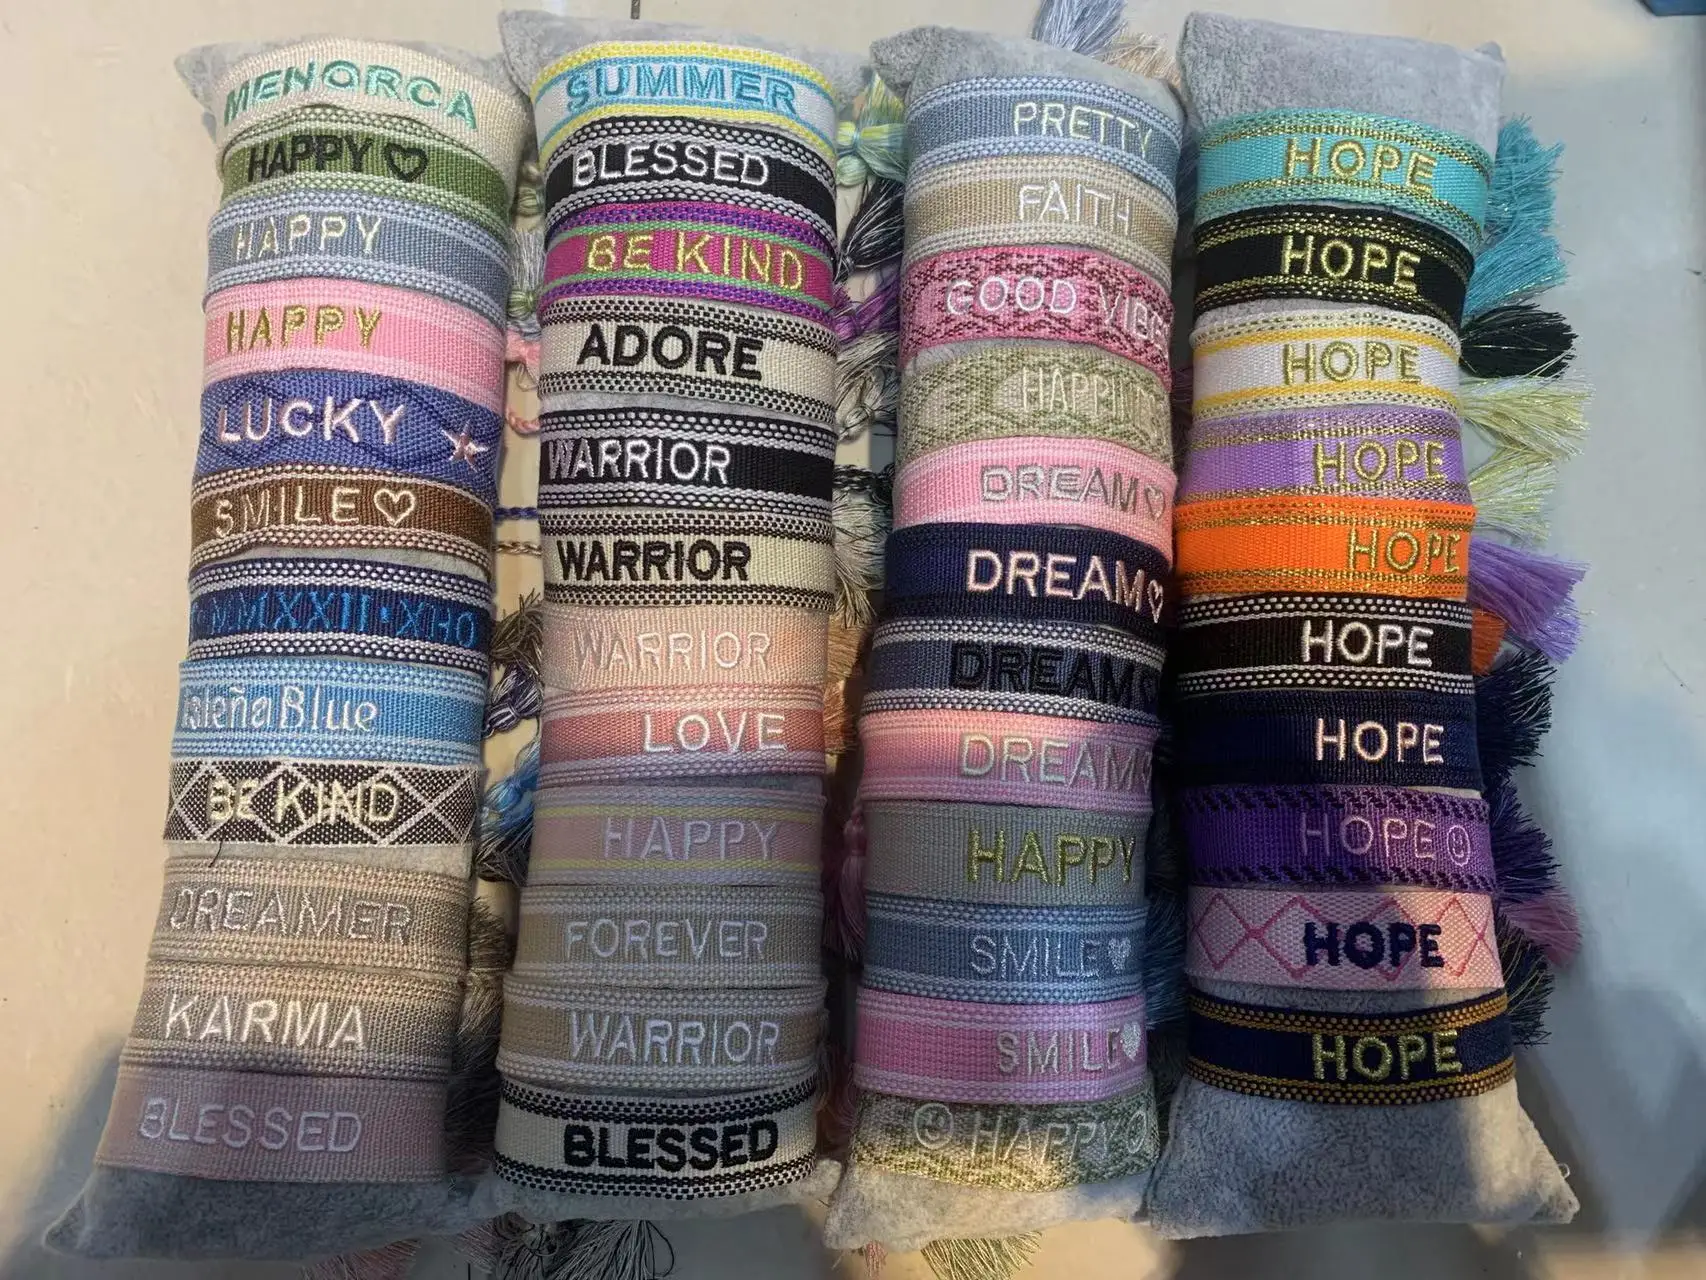 MENORCA
HAPPY
HAPPY
HAPPY
LUCKY
SMILE
MMXXII•XHO
Blue
BE KIND
DREAMER
KARMA
BLESSED
SUMMER
BLESSED
BE KIND
ADORE
WARRIOR
WARRIOR
WARRIOR
LOVE
HAPPY
FOREVER
WARRIOR
BLESSED
PRETTY
FAITH
GOOD VIBES
DREAM
DREAM
DREAM
DREAM
HAPPY
SMILE
SMILE
HAPPY
HOPE
HOPE
HOPE
HOPE
HOPE
HOPE
HOPE
HOPE
HOPE
HOPE